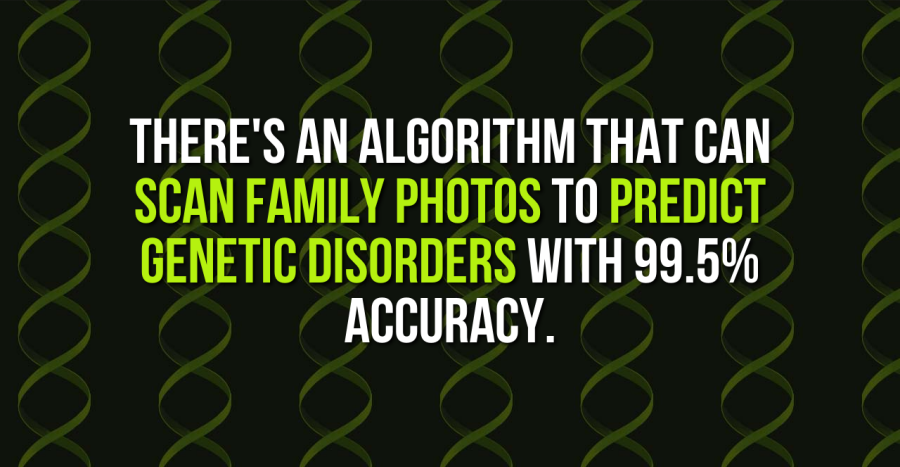 THERE'S AN ALGORITHM THAT CAN
SCAN FAMILY PHOTOS TO PREDICT
GENETIC DISORDERS WITH 99.5%
ACCURACY.